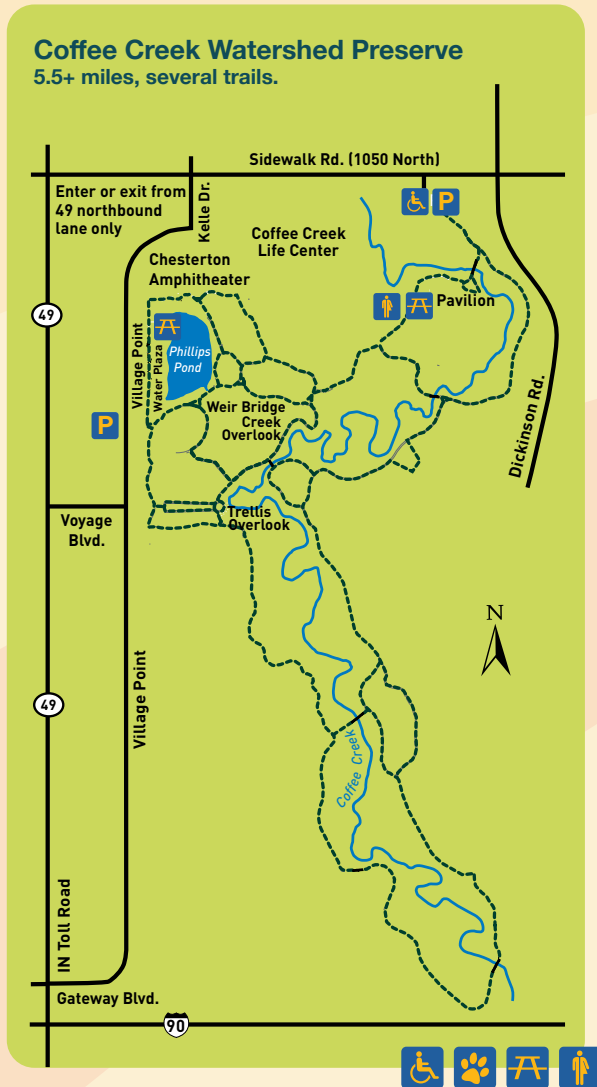 Coffee Creek Watershed Preserve
5.5+ miles, several trails.
Sidewalk Rd. (1050 North)
Enter or exit from
49 northbound
lane only
Kelle Dr.
P
Coffee Creek
Life Center
Chesterton
Amphitheater
49
Pavilion
Village Point
Water Plaza
Phillips
Pond
Dickinson Rd.
P
Weir Bridge
Creek
Overlook
Voyage
Blvd.
Trellis
Overlook
N
49
Village Point
Coffee Creek
IN Toll Road
Gateway Blvd.
90